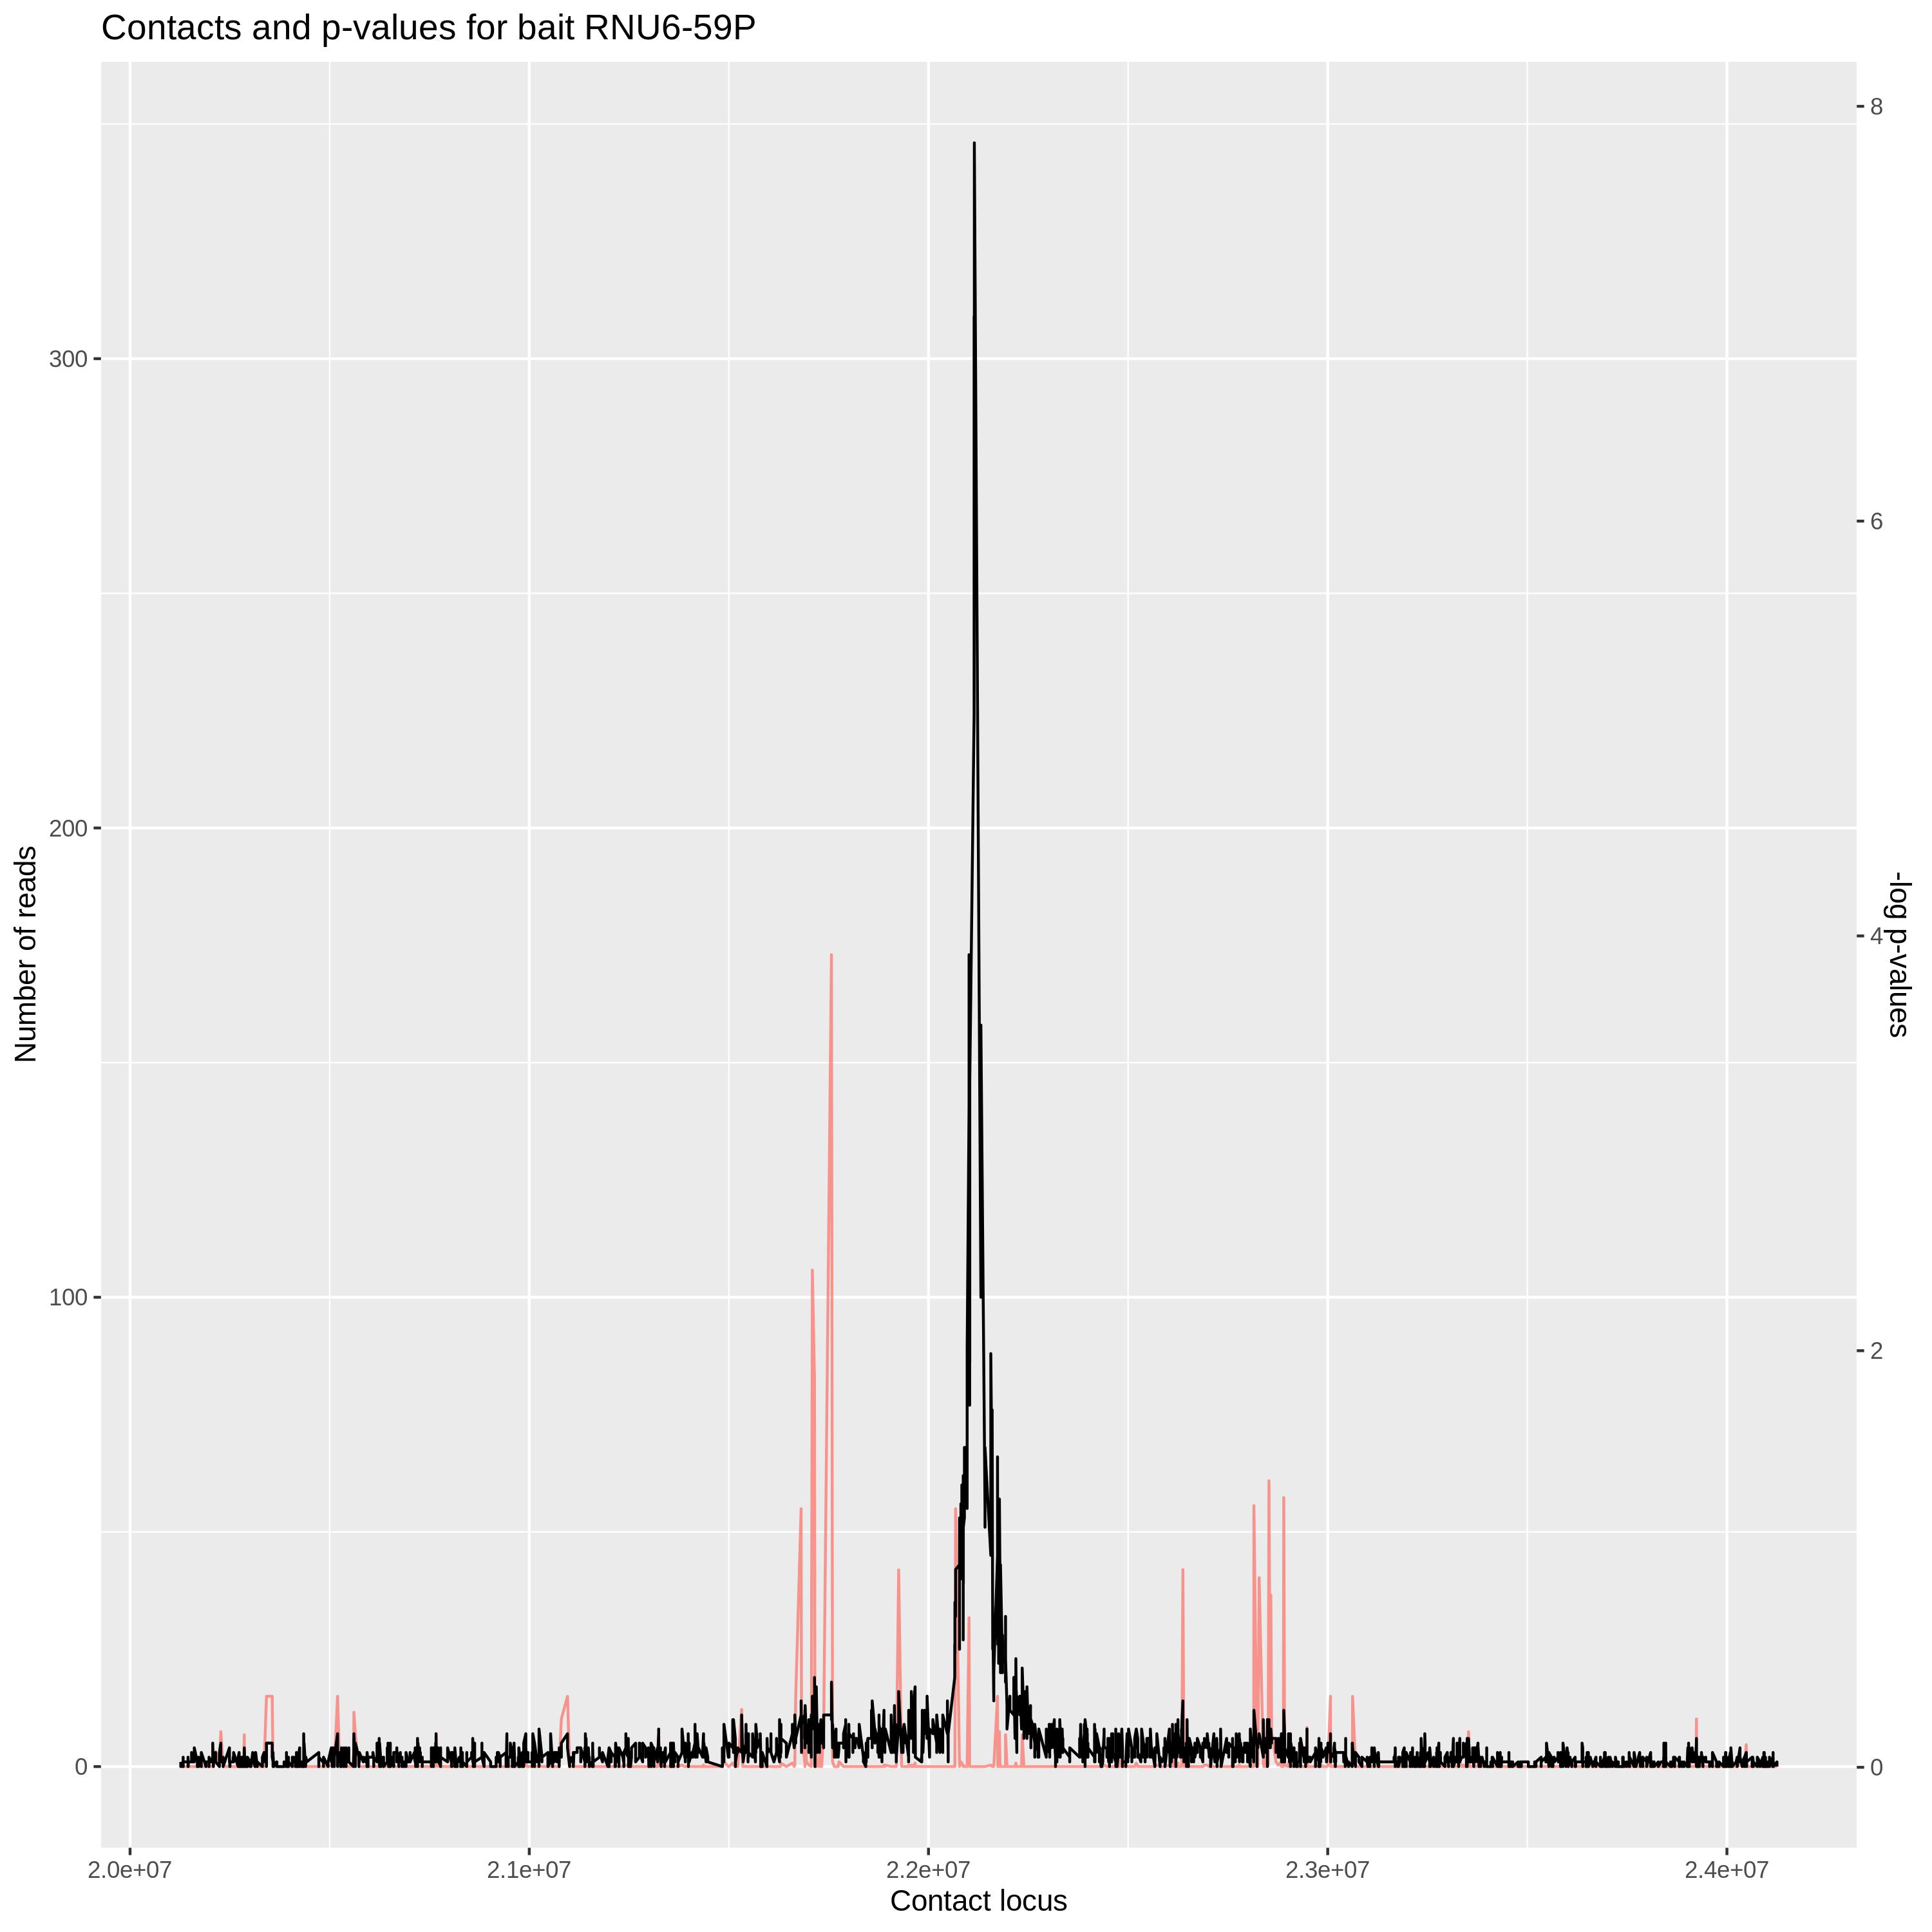 Contacts and p-values for bait RNU6-59P
Number of reads
300
200
100
0
8
6
4
2
0
-log p-values
2.0e+07
2.1e+07
2.2e+07
2.3e+07
2.4e+07
Contact locus